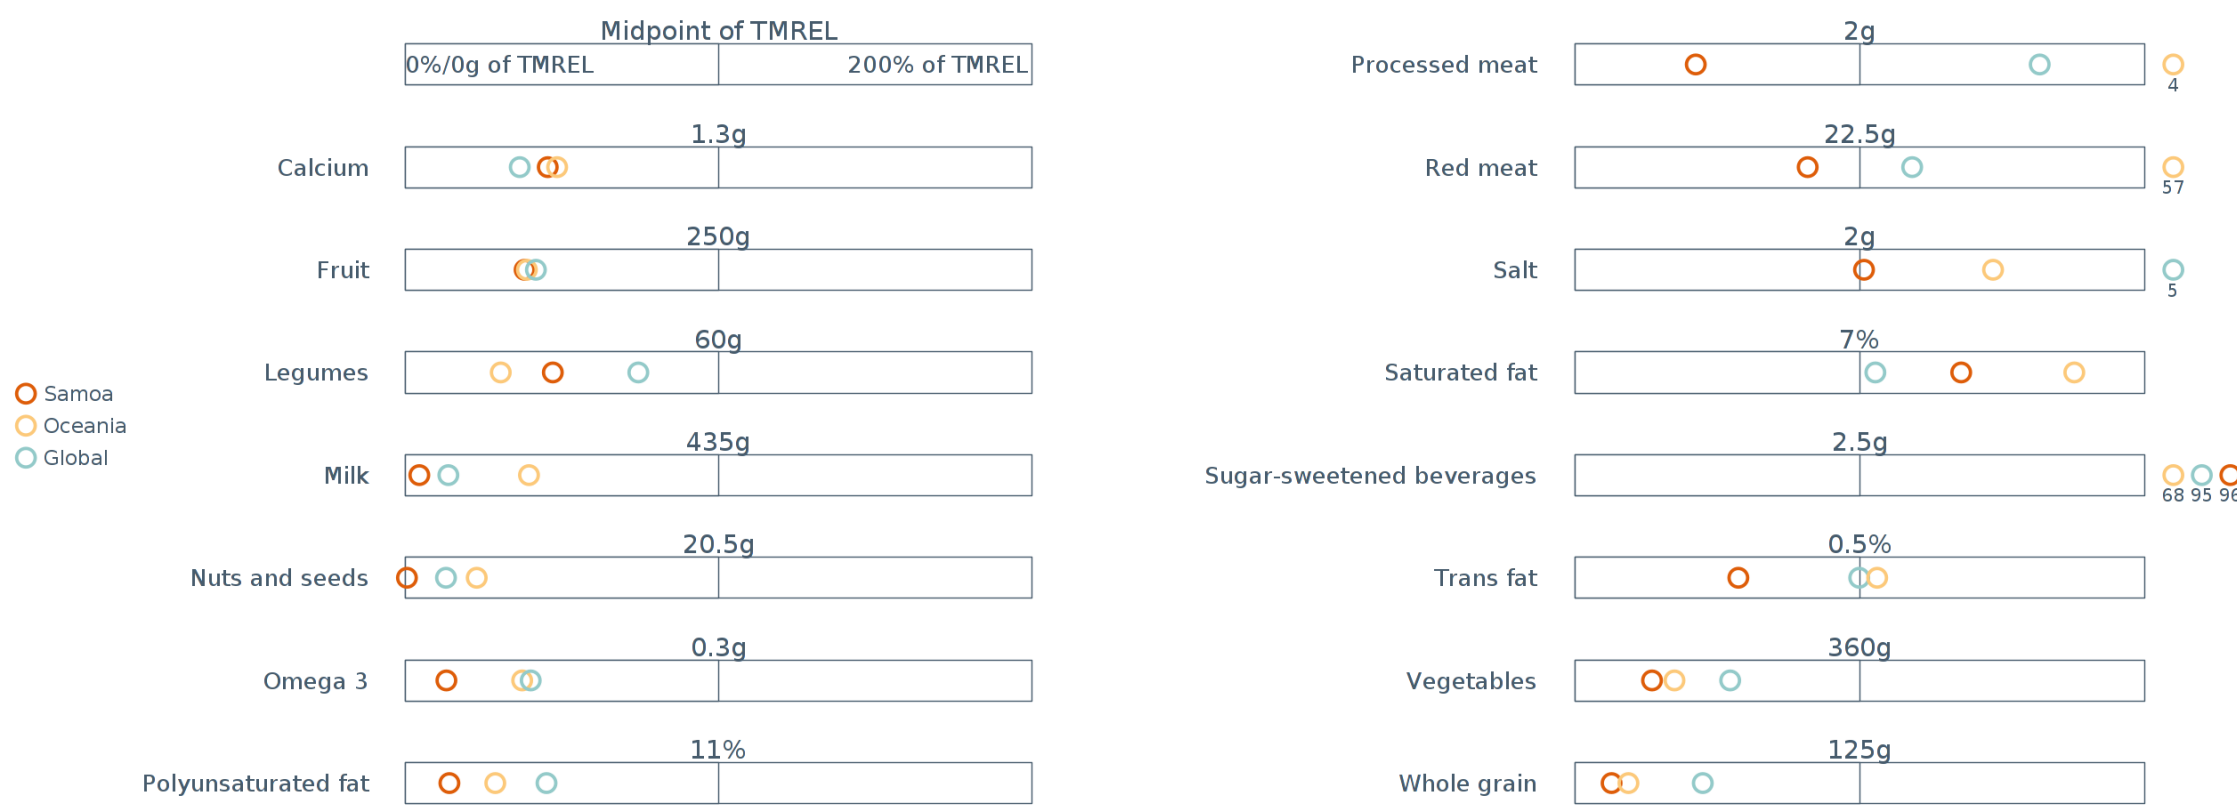 Midpoint of TMREL
0%/0g of TMREL 200% of TMREL
1.3g
Calcium
250g
Fruit
60g
Legumes
435g
Milk
20.5g
Nuts and seeds
0.3g
Omega 3
11%
Polyunsaturated fat
Samoa
Oceania
Global
2g
Processed meat
4
22.5g
Red meat
57
2g
Salt
5
7%
Saturated fat
2.5g
Sugar-sweetened beverages
68 95 96
0.5%
Trans fat
360g
Vegetables
125g
Whole grain